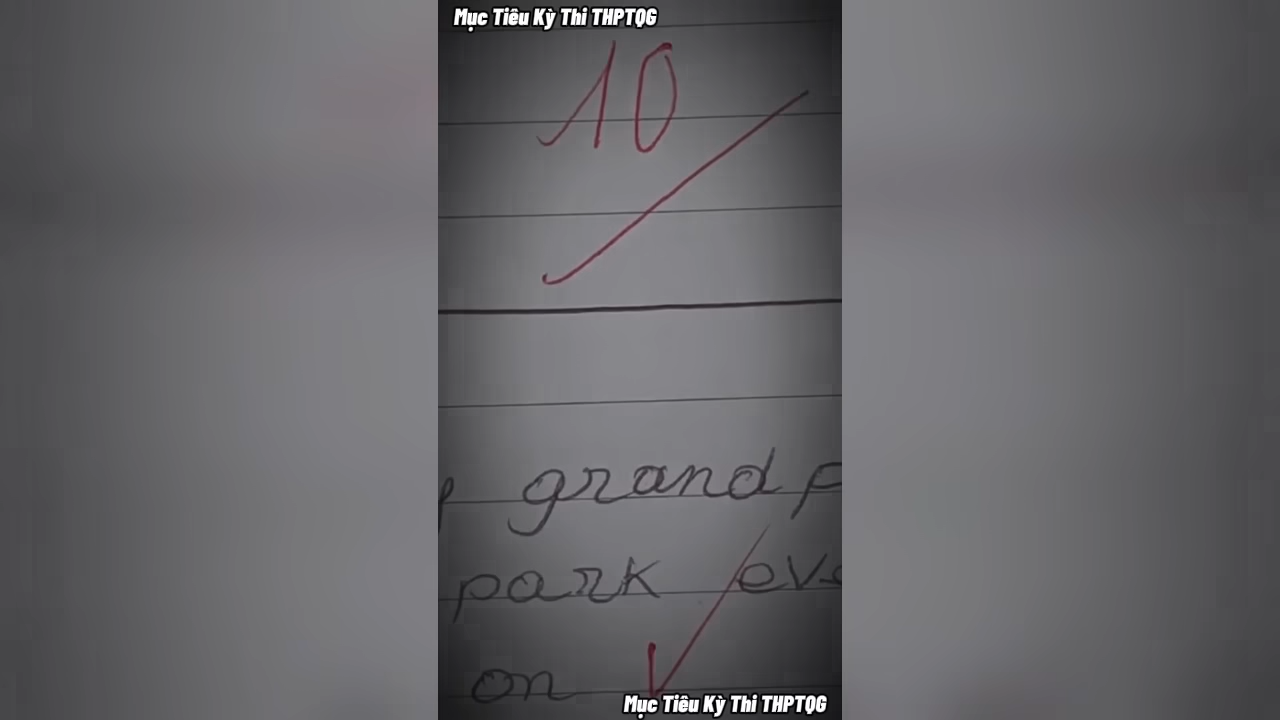 Mục Tiêu Kỳ Thi THPTQG
10
grand
park
on
Mục Tiêu Kỳ Thi THPTQG